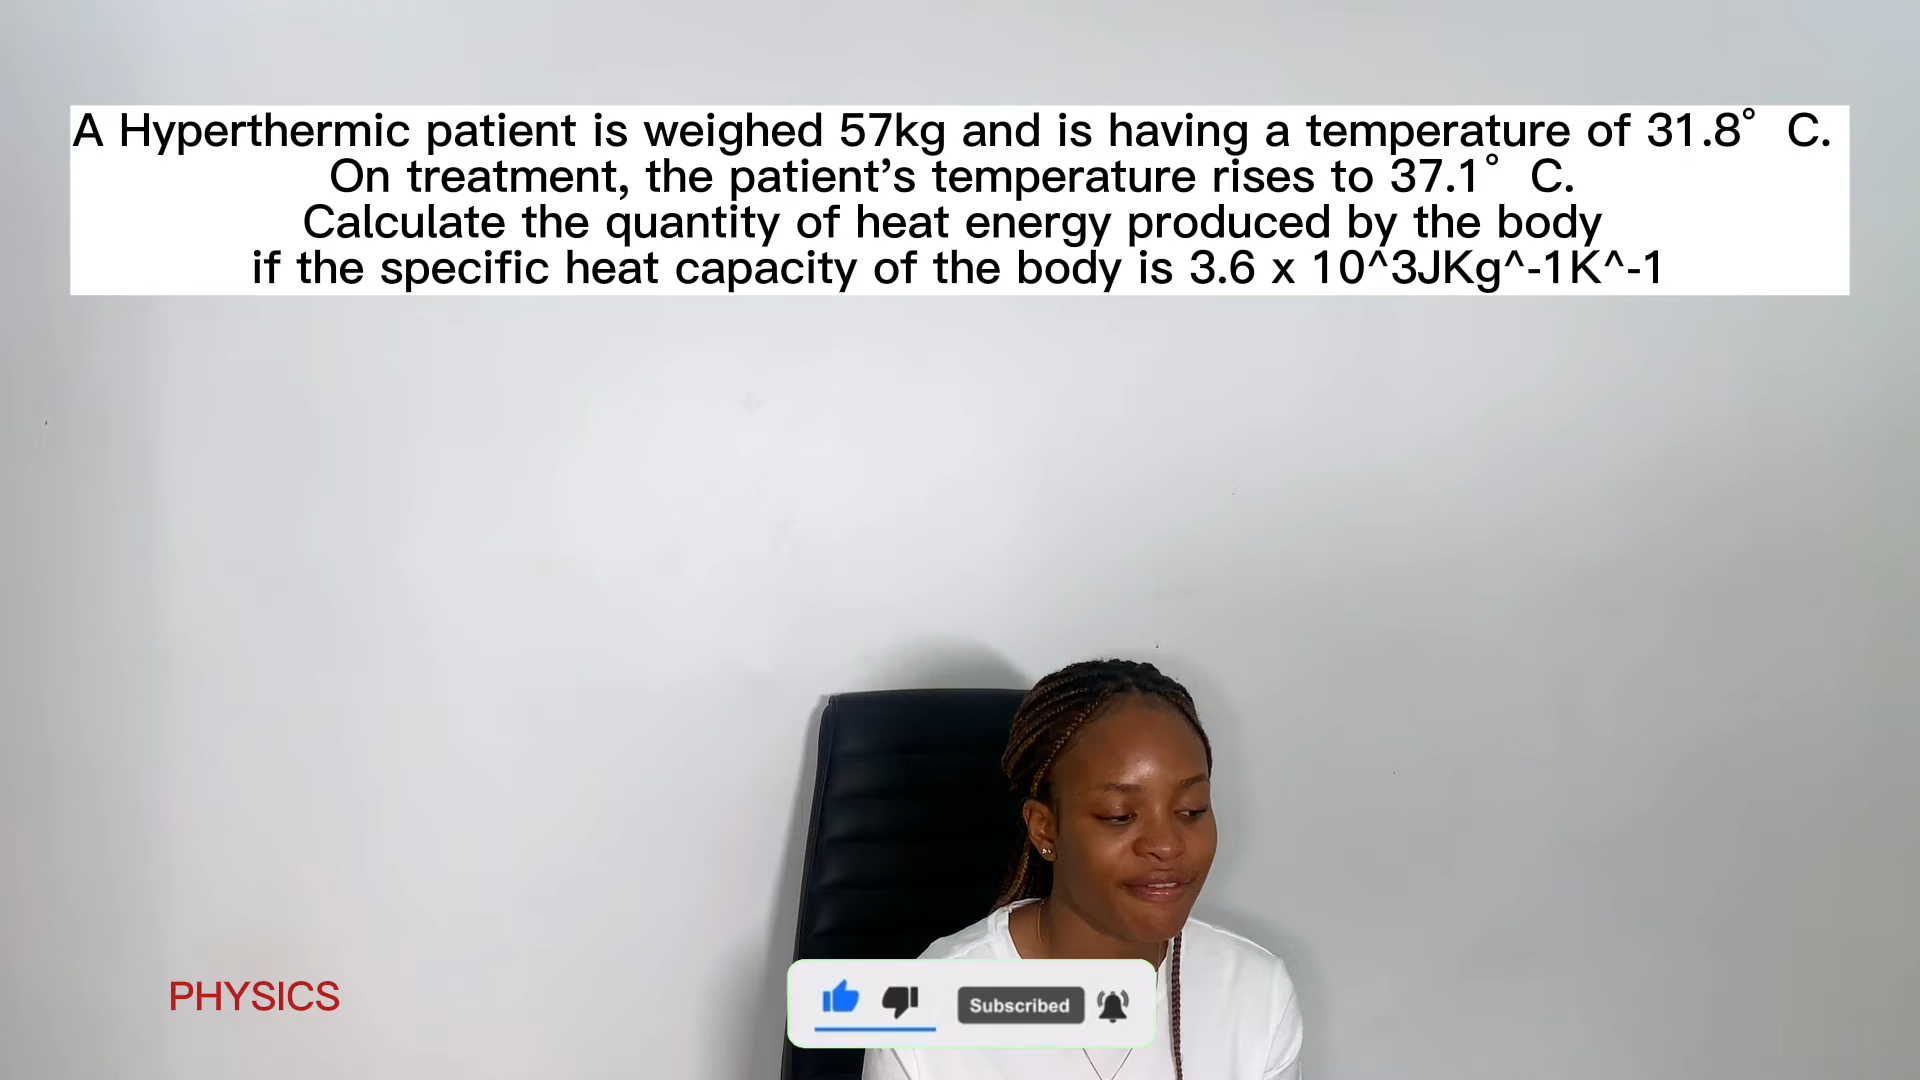 A Hyperthermic patient is weighed 57kg and is having a temperature of 31.8° C.
On treatment, the patient’s temperature rises to 37.1° C.
Calculate the quantity of heat energy produced by the body
if the specific heat capacity of the body is 3.6 x 10^3JKg^-1K^-1
PHYSICS
Subscribed